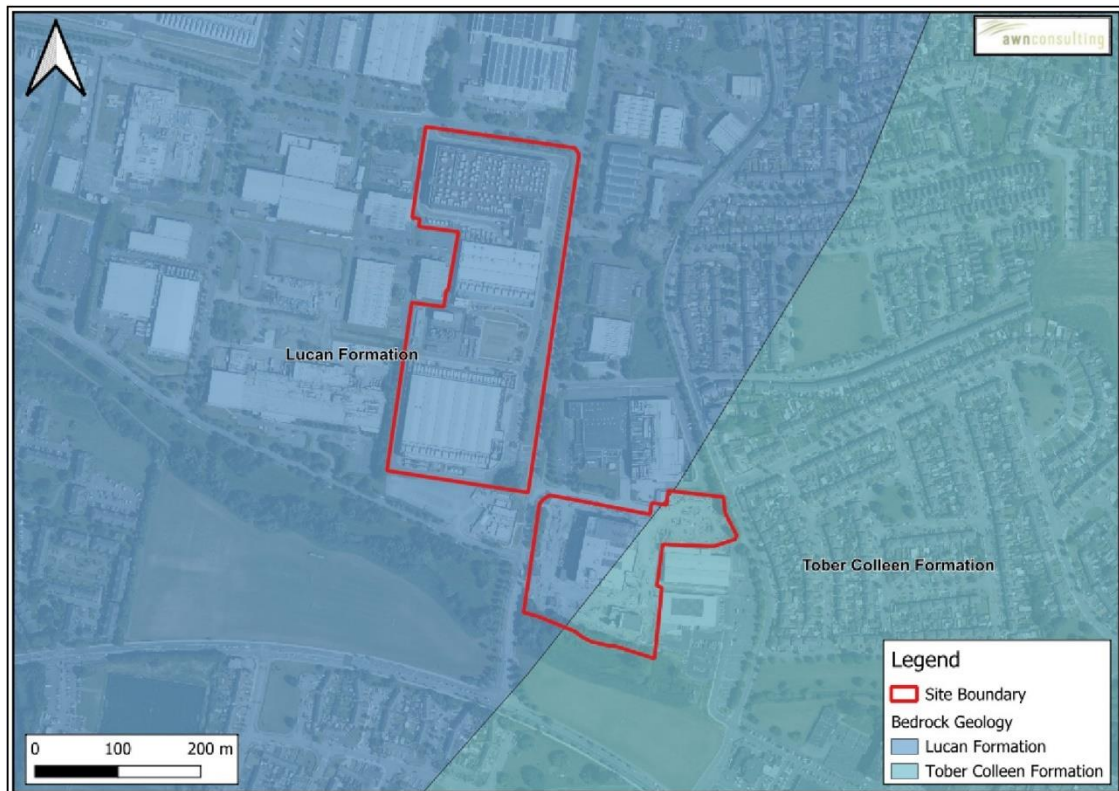 awnconsulting
Lucan Formation
Tober Colleen Formation
Legend
Site Boundary
Bedrock Geology
Lucan Formation
Tober Colleen Formation
0 100 200 m